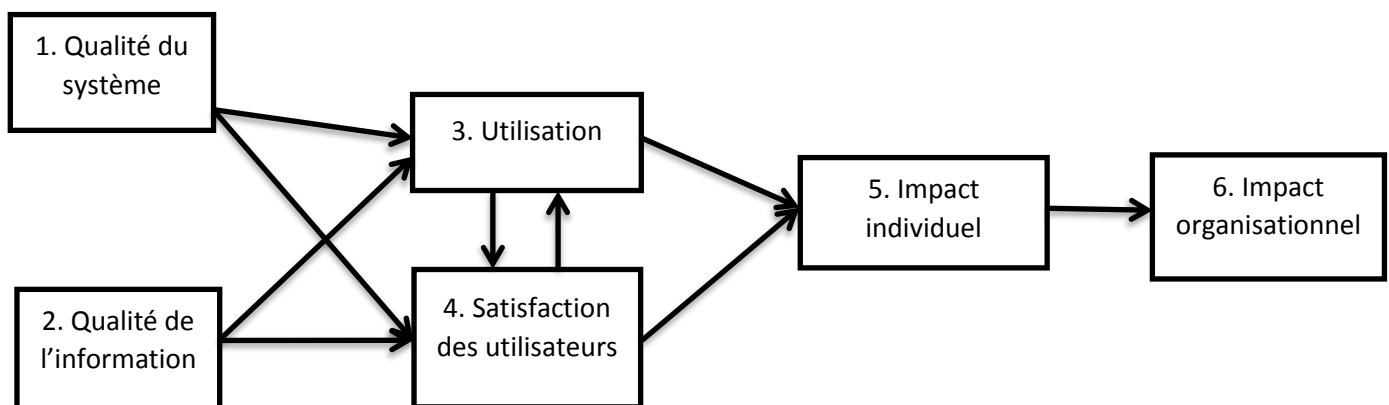 1. Qualité du
système
2. Qualité de
l’information
3. Utilisation
4. Satisfaction
des utilisateurs
5. Impact
individuel
6. Impact
organisationnel